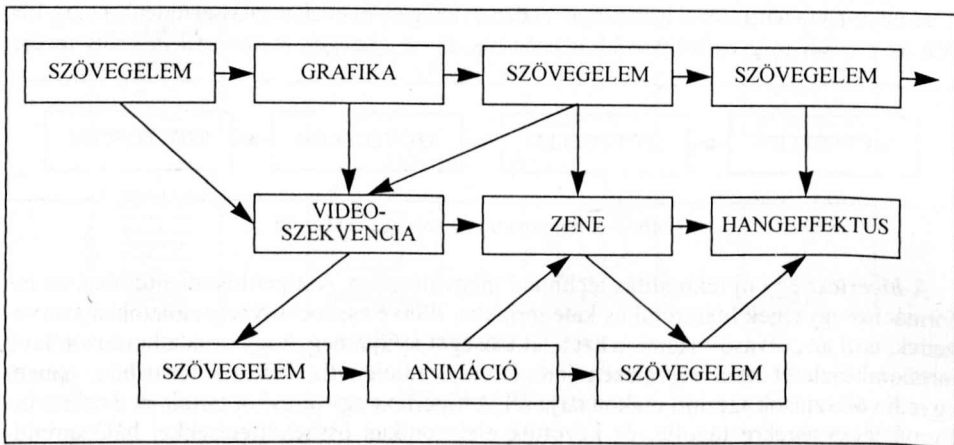 SZÖVEGELEM
GRAFIKA
SZÖVEGELEM
SZÖVEGELEM
VIDEO-
SZEKVENCIA
ZENE
HANGEFFEKTUS
SZÖVEGELEM
ANIMÁCIÓ
SZÖVEGELEM